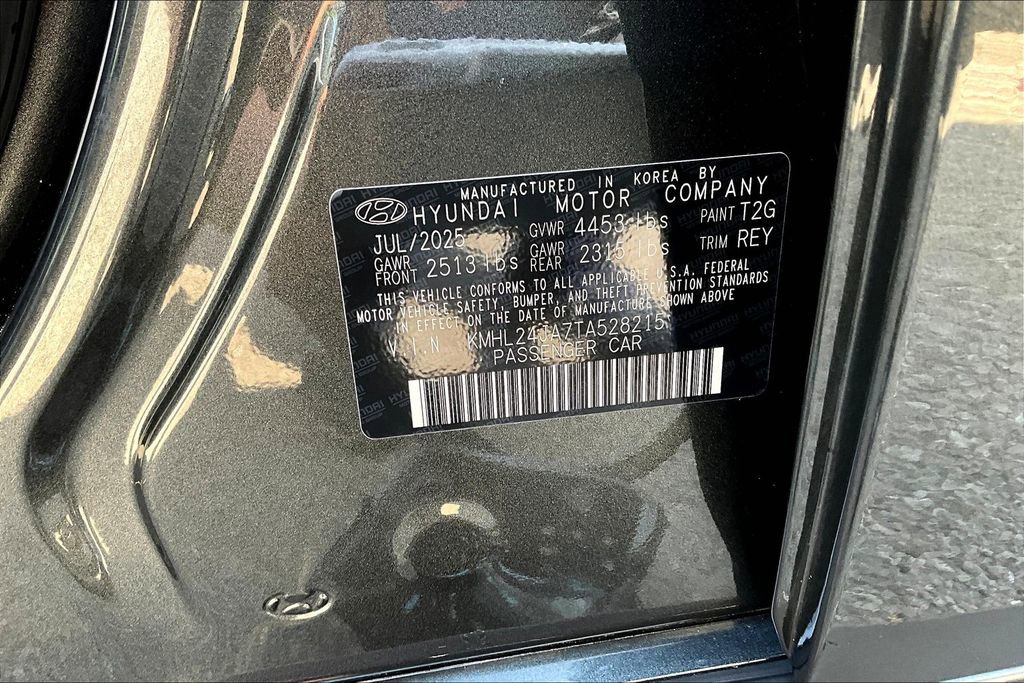 MANUFACTURED IN KOREA BY
HYUNDAI MOTOR COMPANY
JUL/2025 GVWR 4453 lbs PAINT T2G
GAWR FRONT 2513 lbs GAWR REAR 2315 lbs TRIM REY
THIS VEHICLE CONFORMS TO ALL APPLICABLE U.S.A. FEDERAL
MOTOR VEHICLE SAFETY, BUMPER, AND THEFT PREVENTION STANDARDS
IN EFFECT ON THE DATE OF MANUFACTURE SHOWN ABOVE
V.I.N KMHL24JA7TA528215
PASSENGER CAR